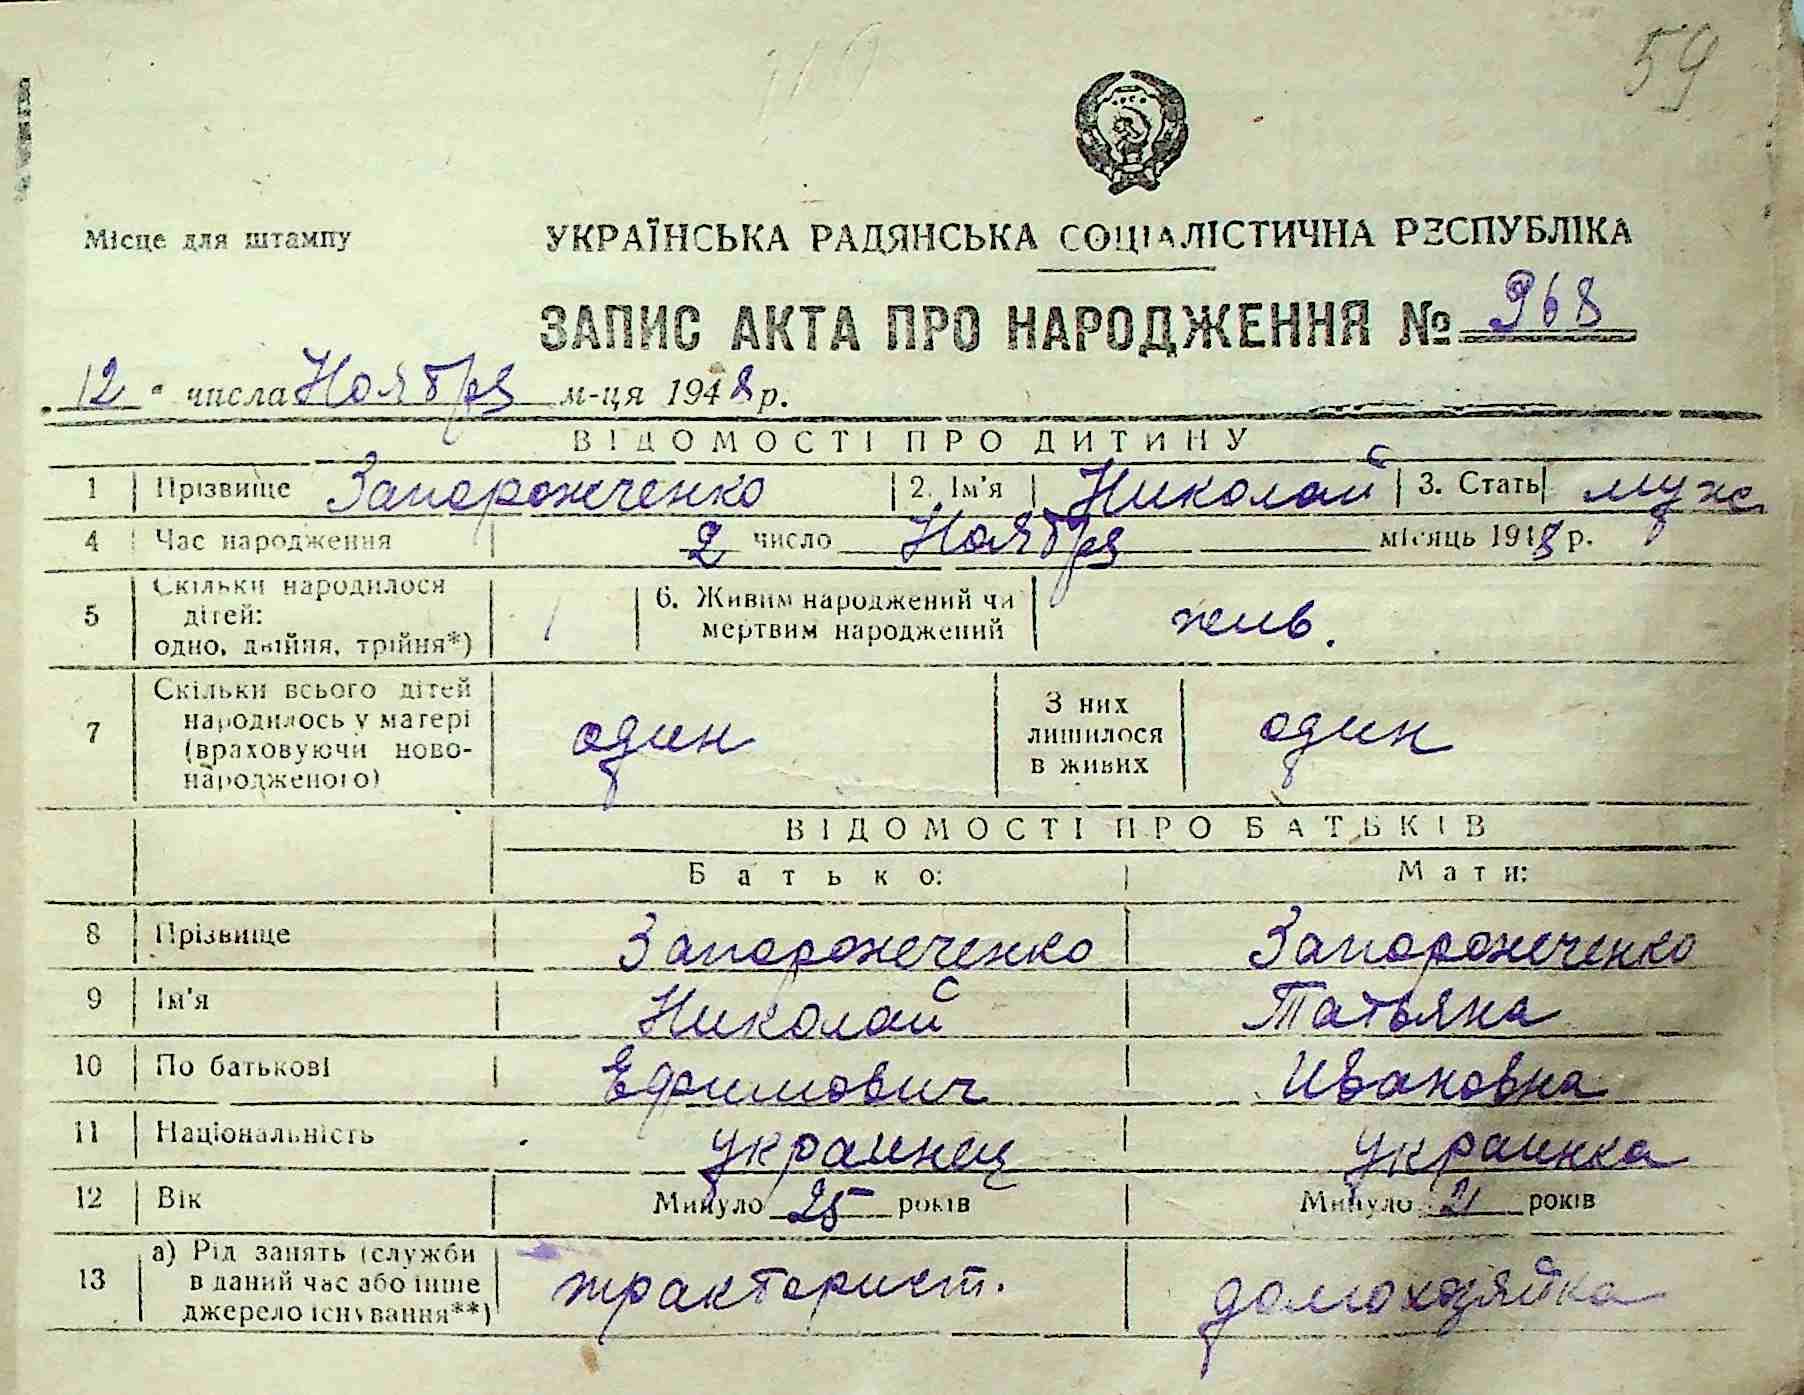 59
Місце для штампу
УКРАЇНСЬКА РАДЯНСЬКА СОЦІАЛІСТИЧНА РЕСПУБЛІКА
ЗАПИС АКТА ПРО НАРОДЖЕННЯ № 968
"12" числа Ноября м-ця 1948 р.
ВІДОМОСТІ ПРО ДИТИНУ
1 Прізвище Запорожченко 2. Ім'я Николай 3. Стать муж
4 Час народження 2 число Ноября місяць 1948 р.
5 Скільки народилося дітей: одно, двійня, трійня*) 1 6. Живим народжений чи мертвим народжений жив.
7 Скільки всього дітей народилось у матері (враховуючи новонародженого) один З них лишилося в живих один
ВІДОМОСТІ ПРО БАТЬКІВ
Батько: Мати:
8 Прізвище Запорожченко Запорожченко
9 Ім'я Николай Татьяна
10 По батькові Ефимович Ивановна
11 Національність украинец украинка
12 Вік Минуло 25 років Минуло 21 років
13 а) Рід занять (служби в даний час або інше джерело існування**) тракторист. домохозяйка